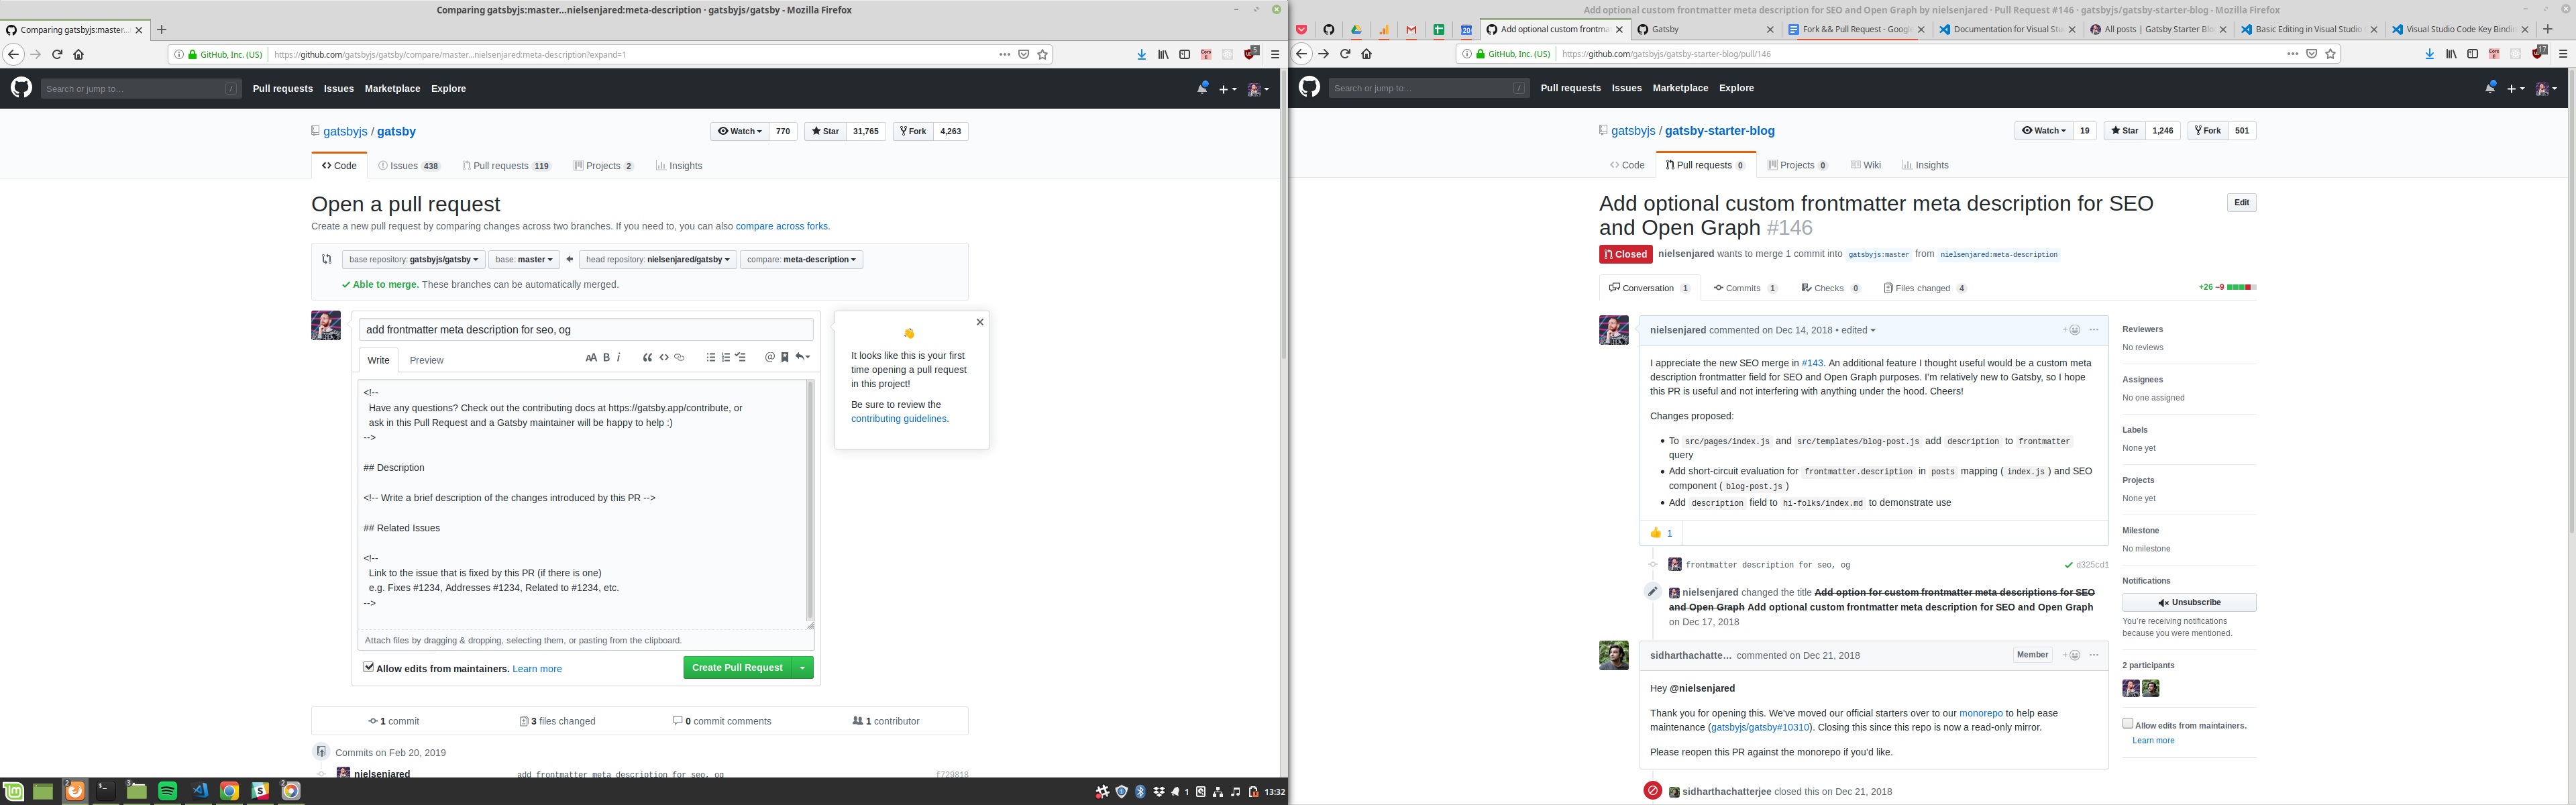 Comparing gatsbyjs:master...nielsenjared:meta-description · gatsbyjs/gatsby - Mozilla Firefox
Comparing gatsbyjs:master...
GitHub, Inc. (US)
https://github.com/gatsbyjs/gatsby/compare/master...nielsenjared:meta-description?expand=1
5
Search or jump to...
/
Pull requests Issues Marketplace Explore
gatsbyjs / gatsby
Watch 770 Star 31,765 Fork 4,263
Code Issues 438 Pull requests 119 Projects 2 Insights
Open a pull request
Create a new pull request by comparing changes across two branches. If you need to, you can also compare across forks.
base repository: gatsbyjs/gatsby base: master head repository: nielsenjared/gatsby compare: meta-description
Able to merge. These branches can be automatically merged.
add frontmatter meta description for seo, og
Write Preview
AA B i
@
<!--
Have any questions? Check out the contributing docs at https://gatsby.app/contribute, or
ask in this Pull Request and a Gatsby maintainer will be happy to help :)
-->
## Description
<!-- Write a brief description of the changes introduced by this PR -->
## Related Issues
<!--
Link to the issue that is fixed by this PR (if there is one)
e.g. Fixes #1234, Addresses #1234, Related to #1234, etc.
-->
Attach files by dragging & dropping, selecting them, or pasting from the clipboard.
Allow edits from maintainers. Learn more
Create Pull Request
It looks like this is your first
time opening a pull request
in this project!
Be sure to review the
contributing guidelines.
1 commit 3 files changed 0 commit comments 1 contributor
Commits on Feb 20, 2019
nielsenjared add frontmatter meta description for seo, og f729818
2
3
2
1
13:32
Add optional custom frontmatter meta description for SEO and Open Graph by nielsenjared · Pull Request #146 · gatsbyjs/gatsby-starter-blog - Mozilla Firefox
20
Add optional custom frontmat
Gatsby
Fork && Pull Request - Google
Documentation for Visual Stu
All posts | Gatsby Starter Blo
Basic Editing in Visual Studio
Visual Studio Code Key Bindin
GitHub, Inc. (US)
https://github.com/gatsbyjs/gatsby-starter-blog/pull/146
17
Search or jump to...
/
Pull requests Issues Marketplace Explore
gatsbyjs / gatsby-starter-blog
Watch 19 Star 1,246 Fork 501
Code Pull requests 0 Projects 0 Wiki Insights
Add optional custom frontmatter meta description for SEO
and Open Graph #146
Edit
Closed nielsenjared wants to merge 1 commit into gatsbyjs:master from nielsenjared:meta-description
Conversation 1 Commits 1 Checks 0 Files changed 4
+26 −9
nielsenjared commented on Dec 14, 2018 • edited
I appreciate the new SEO merge in #143. An additional feature I thought useful would be a custom meta
description frontmatter field for SEO and Open Graph purposes. I'm relatively new to Gatsby, so I hope
this PR is useful and not interfering with anything under the hood. Cheers!
Changes proposed:
• To src/pages/index.js and src/templates/blog-post.js add description to frontmatter
query
• Add short-circuit evaluation for frontmatter.description in posts mapping ( index.js ) and SEO
component ( blog-post.js )
• Add description field to hi-folks/index.md to demonstrate use
1
frontmatter description for seo, og d325cd1
nielsenjared changed the title Add option for custom frontmatter meta descriptions for SEO
and Open Graph Add optional custom frontmatter meta description for SEO and Open Graph
on Dec 17, 2018
sidharthachatte... commented on Dec 21, 2018
Member
Hey @nielsenjared
Thank you for opening this. We've moved our official starters over to our monorepo to help ease
maintenance (gatsbyjs/gatsby#10310). Closing this since this repo is now a read-only mirror.
Please reopen this PR against the monorepo if you'd like.
sidharthachatterjee closed this on Dec 21, 2018
Reviewers
No reviews
Assignees
No one assigned
Labels
None yet
Projects
None yet
Milestone
No milestone
Notifications
Unsubscribe
You're receiving notifications
because you were mentioned.
2 participants
Allow edits from maintainers.
Learn more